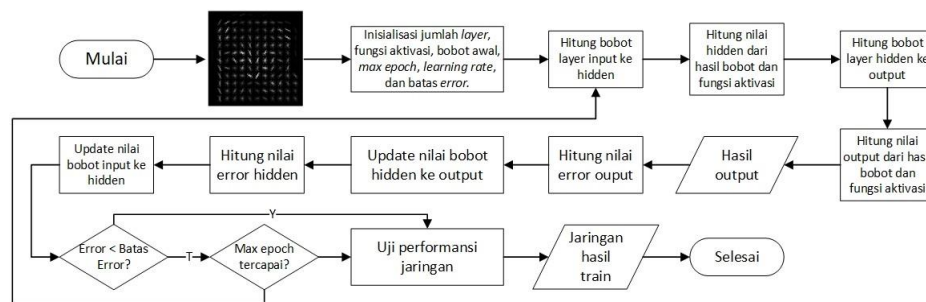 Mulai
Inisialisasi jumlah layer,
fungsi aktivasi, bobot awal,
max epoch, learning rate,
dan batas error.
Hitung bobot
layer input ke
hidden
Hitung nilai
hidden dari
hasil bobot dan
fungsi aktivasi
Hitung bobot
layer hidden ke
output
Hitung nilai
output dari hasil
bobot dan
fungsi aktivasi
Hasil
output
Hitung nilai
error ouput
Update nilai bobot
hidden ke output
Hitung nilai
error hidden
Update nilai
bobot input ke
hidden
Error < Batas
Error?
Y
T
Max epoch
tercapai?
Uji performansi
jaringan
Jaringan
hasil
train
Selesai